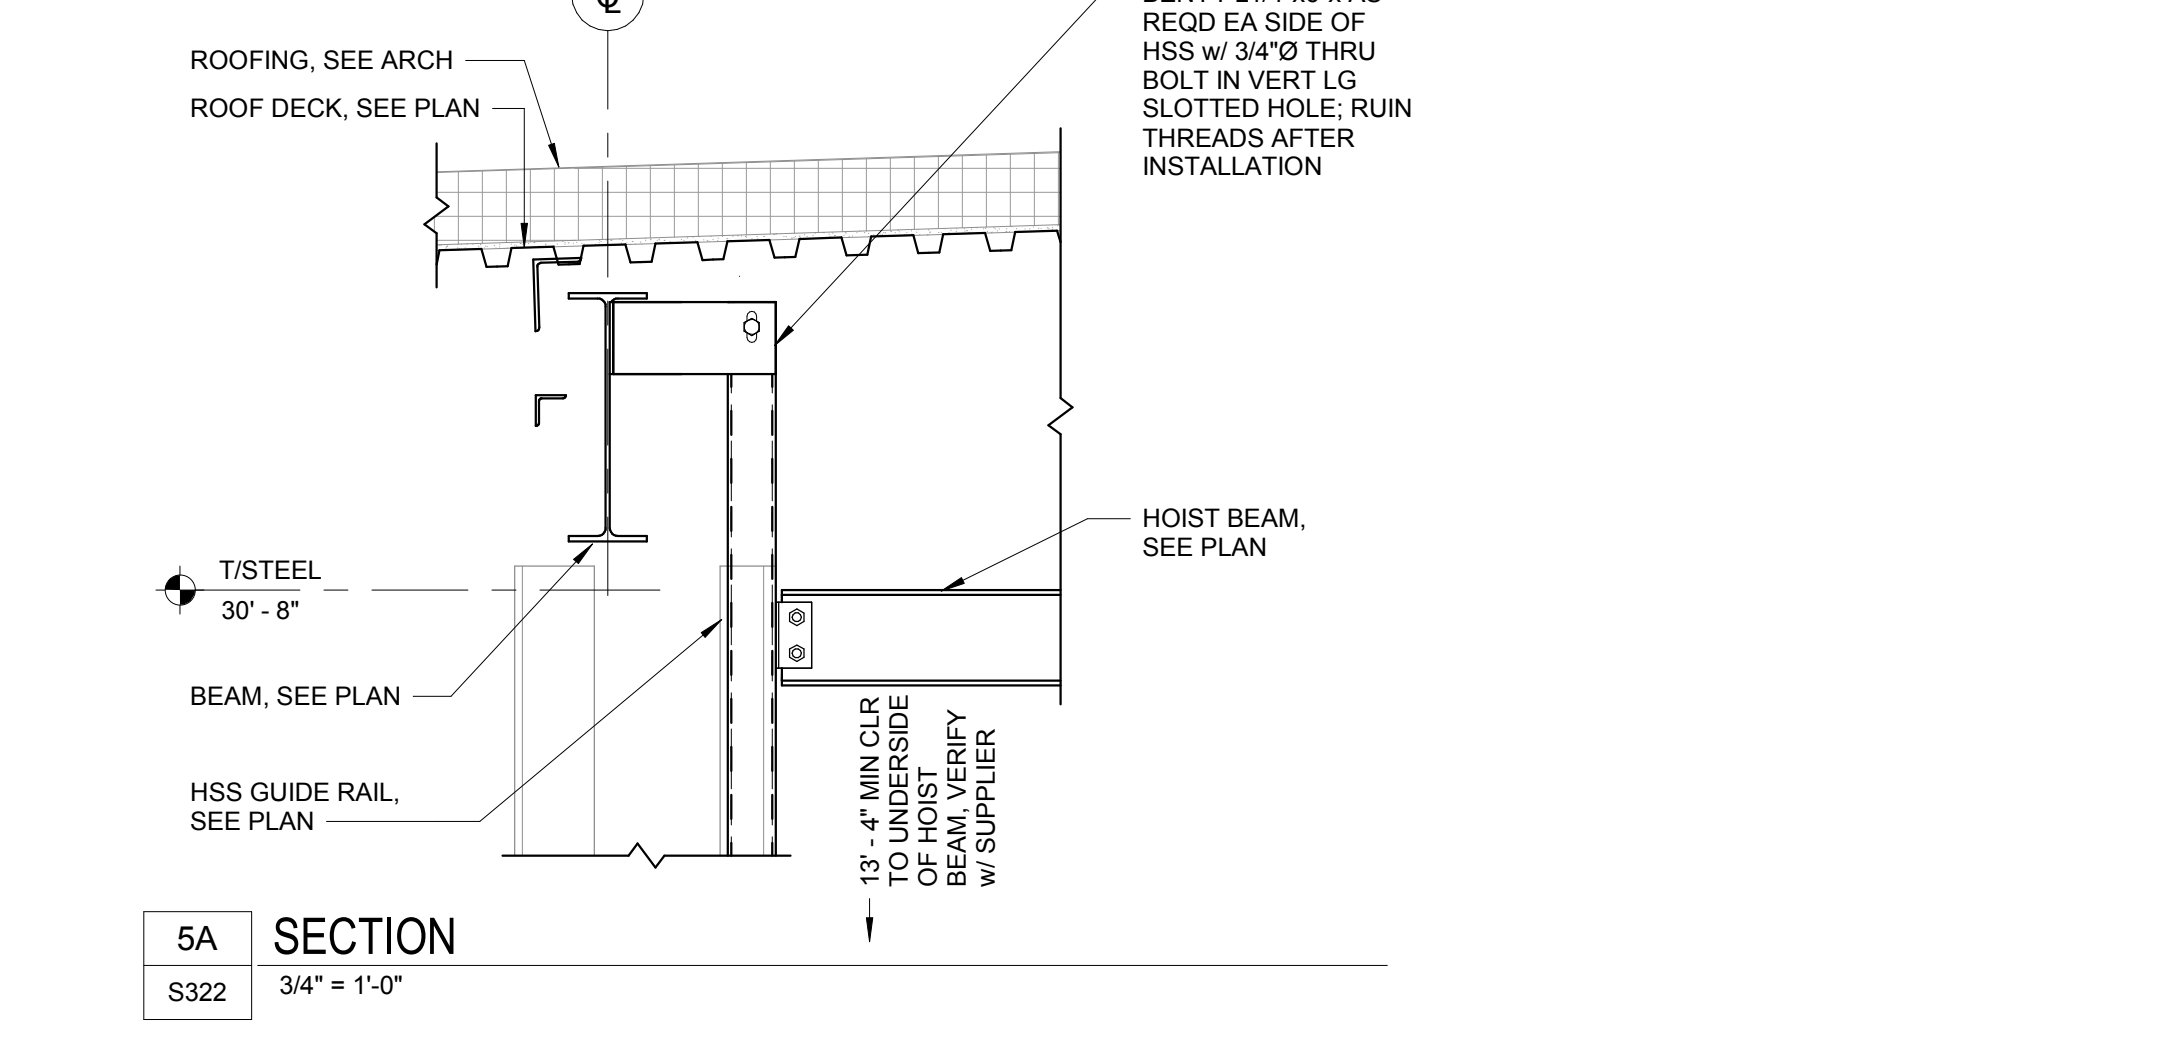 ℄
REQD EA SIDE OF
HSS w/ 3/4"Ø THRU
BOLT IN VERT LG
SLOTTED HOLE; RUIN
THREADS AFTER
INSTALLATION
ROOFING, SEE ARCH
ROOF DECK, SEE PLAN
HOIST BEAM,
SEE PLAN
T/STEEL
30' - 8"
BEAM, SEE PLAN
HSS GUIDE RAIL,
SEE PLAN
13' - 4" MIN CLR
TO UNDERSIDE
OF HOIST
BEAM, VERIFY
w/ SUPPLIER
5A
SECTION
S322
3/4" = 1'-0"